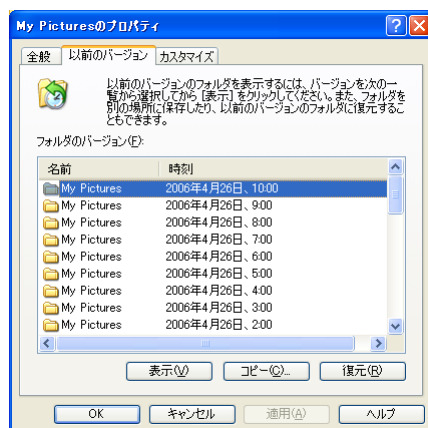 My Picturesのプロパティ
全般 以前のバージョン カスタマイズ
以前のバージョンのフォルダを表示するには、バージョンを次の一
覧から選択してから [表示] をクリックしてください。また、フォルダを
別の場所に保存したり、以前のバージョンのフォルダに復元するこ
ともできます。
フォルダのバージョン(F):
名前 時刻
My Pictures 2006年4月26日、10:00
My Pictures 2006年4月26日、9:00
My Pictures 2006年4月26日、8:00
My Pictures 2006年4月26日、7:00
My Pictures 2006年4月26日、6:00
My Pictures 2006年4月26日、5:00
My Pictures 2006年4月26日、4:00
My Pictures 2006年4月26日、3:00
My Pictures 2006年4月26日、2:00
表示(V) コピー(C)... 復元(R)
OK キャンセル 適用(A) ヘルプ